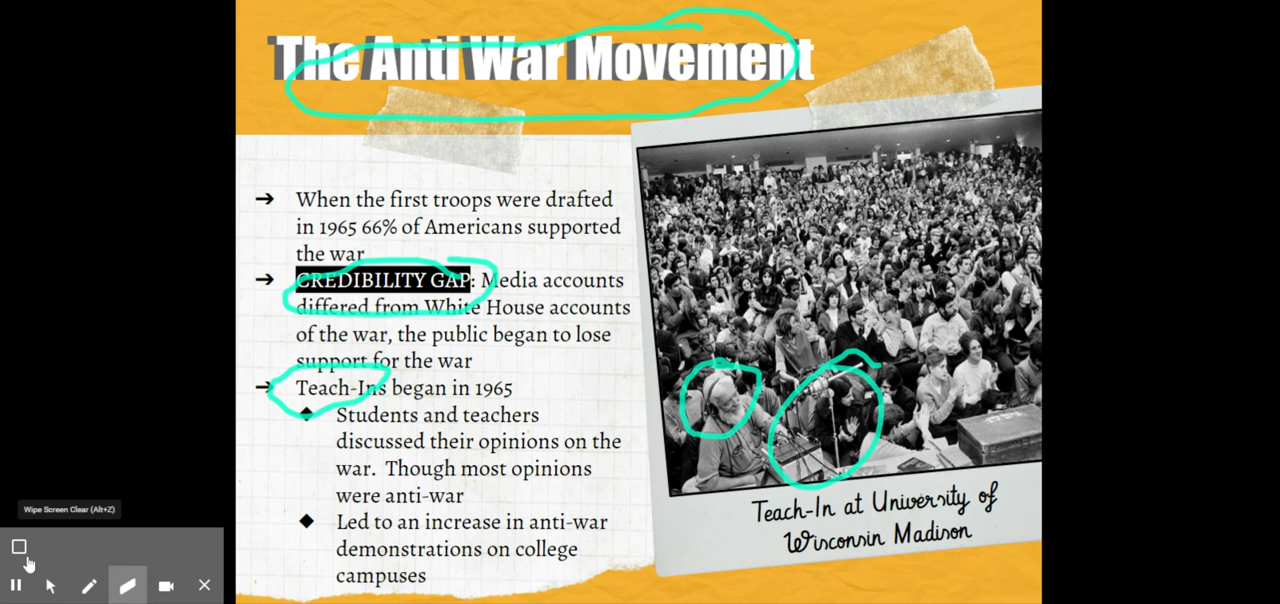 The Anti War Movement
➔ When the first troops were drafted
in 1965 66% of Americans supported
the war
➔ CREDIBILITY GAP: Media accounts
differed from White House accounts
of the war, the public began to lose
support for the war
➔ Teach-Ins began in 1965
◆ Students and teachers
discussed their opinions on the
war. Though most opinions
were anti-war
◆ Led to an increase in anti-war
demonstrations on college
campuses
Teach-In at University of
Wisconsin Madison
Wipe Screen Clear (Alt+Z)